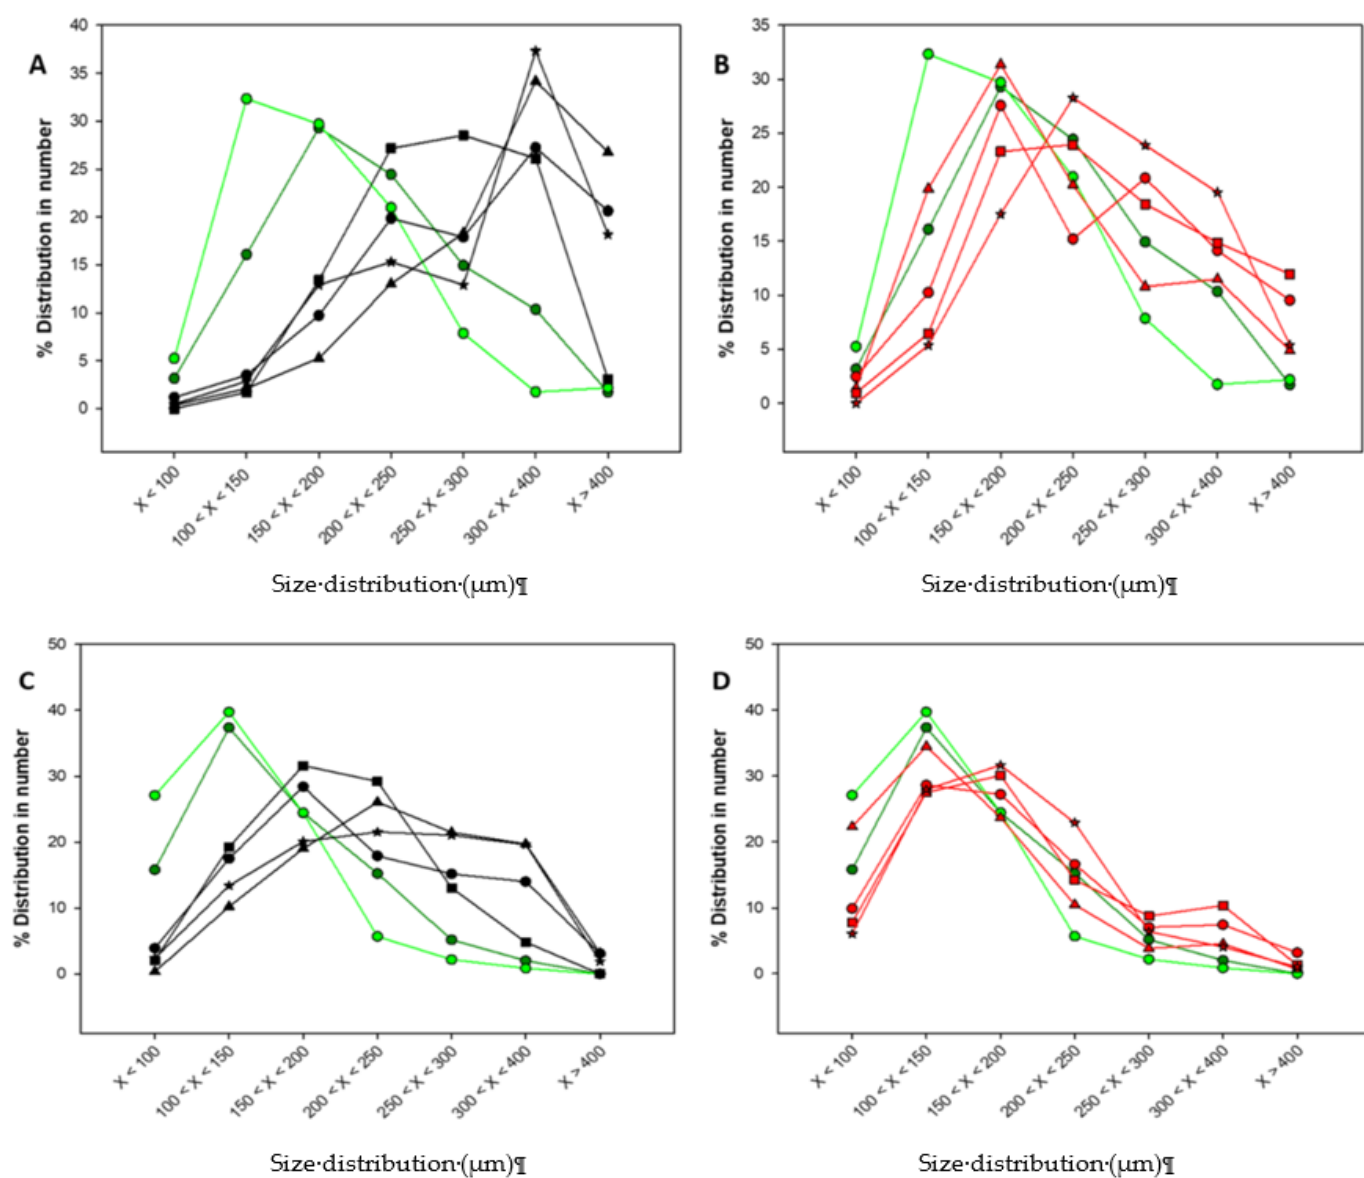 A
% Distribution in number
40
35
30
25
20
15
10
5
0
X < 100
100 < X < 150
150 < X < 200
200 < X < 250
250 < X < 300
300 < X < 400
X > 400
Size·distribution·(µm)¶
B
% Distribution in number
35
30
25
20
15
10
5
0
X < 100
100 < X < 150
150 < X < 200
200 < X < 250
250 < X < 300
300 < X < 400
X > 400
Size·distribution·(µm)¶
C
% Distribution in number
50
40
30
20
10
0
X < 100
100 < X < 150
150 < X < 200
200 < X < 250
250 < X < 300
300 < X < 400
X > 400
Size·distribution·(µm)¶
D
% Distribution in number
50
40
30
20
10
0
X < 100
100 < X < 150
150 < X < 200
200 < X < 250
250 < X < 300
300 < X < 400
X > 400
Size·distribution·(µm)¶